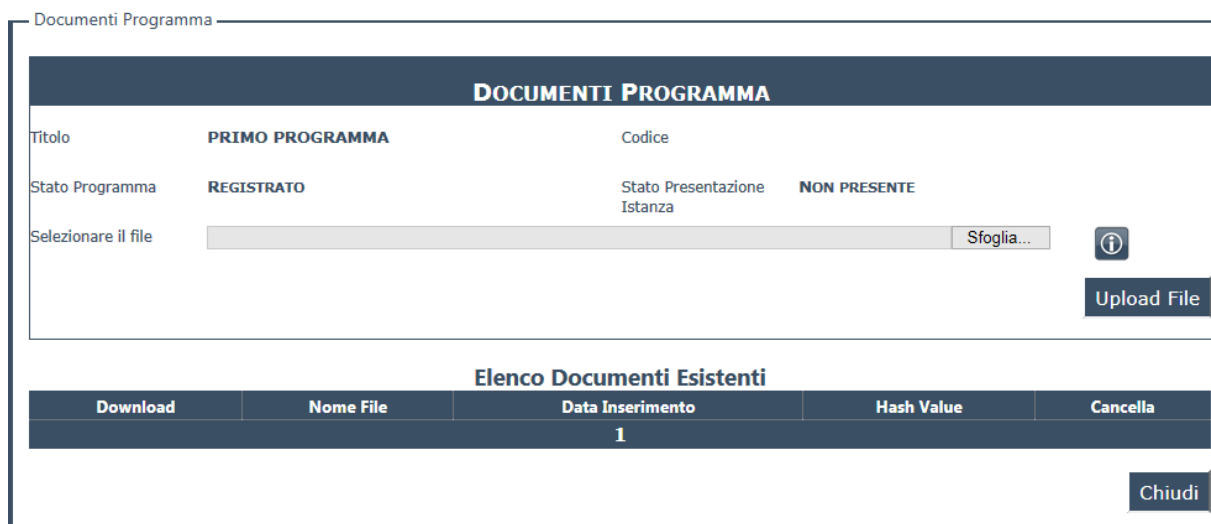 Documenti Programma
DOCUMENTI PROGRAMMA
Titolo PRIMO PROGRAMMA Codice
Stato Programma REGISTRATO Stato Presentazione Istanza NON PRESENTE
Selezionare il file Sfoglia...
Upload File
Elenco Documenti Esistenti
Download Nome File Data Inserimento Hash Value Cancella
1
Chiudi